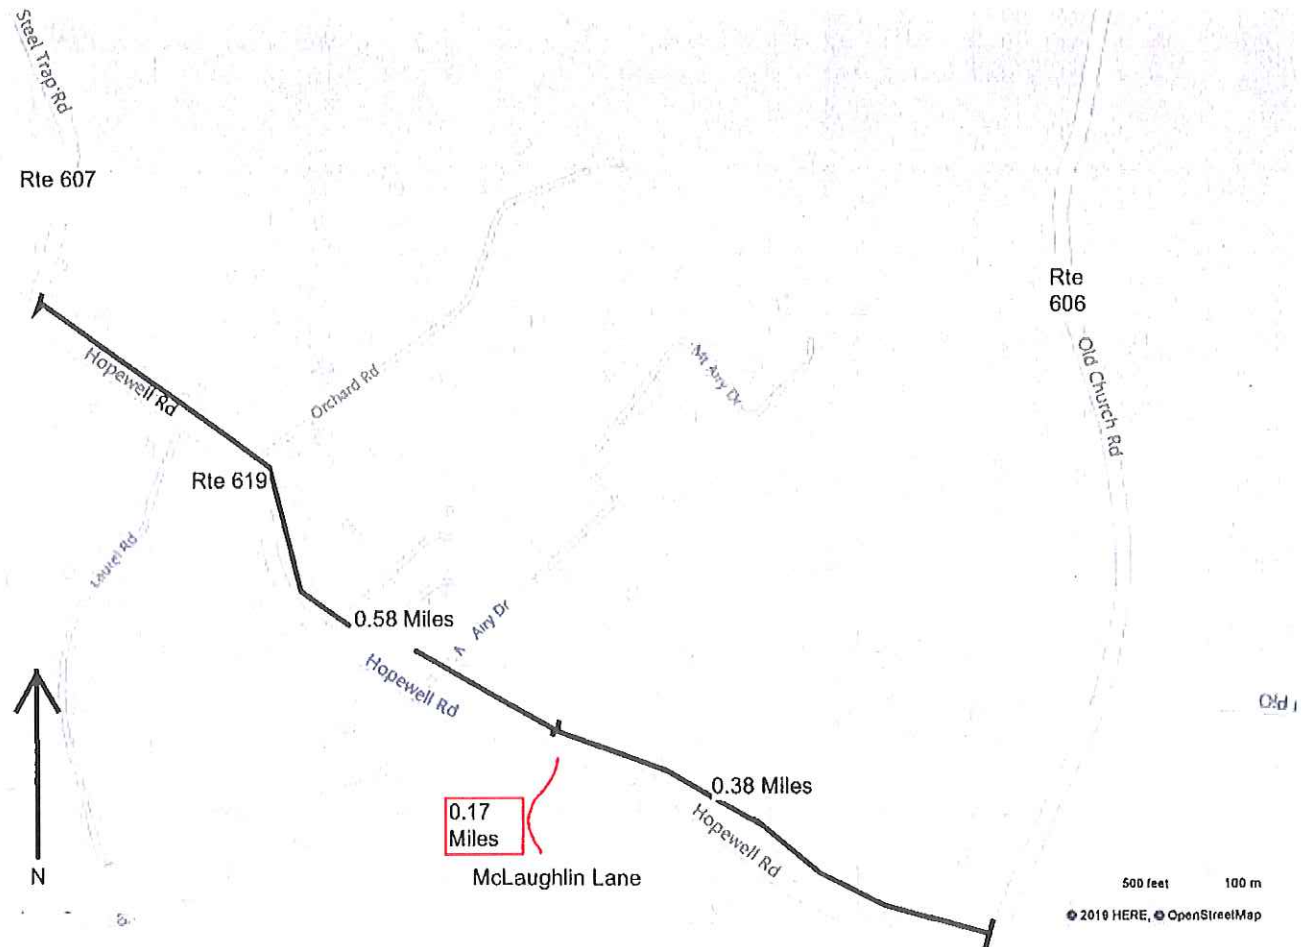 Steel Trap Rd
Rte 607
Hopewell Rd
Orchard Rd
Rte 619
Laurel Rd
Mt Airy Dr
Rte
606
Old Church Rd
0.58 Miles
Airy Dr
Hopewell Rd
Old
0.17
Miles
McLaughlin Lane
0.38 Miles
Hopewell Rd
N
500 feet 100 m
© 2019 HERE, © OpenStreetMap